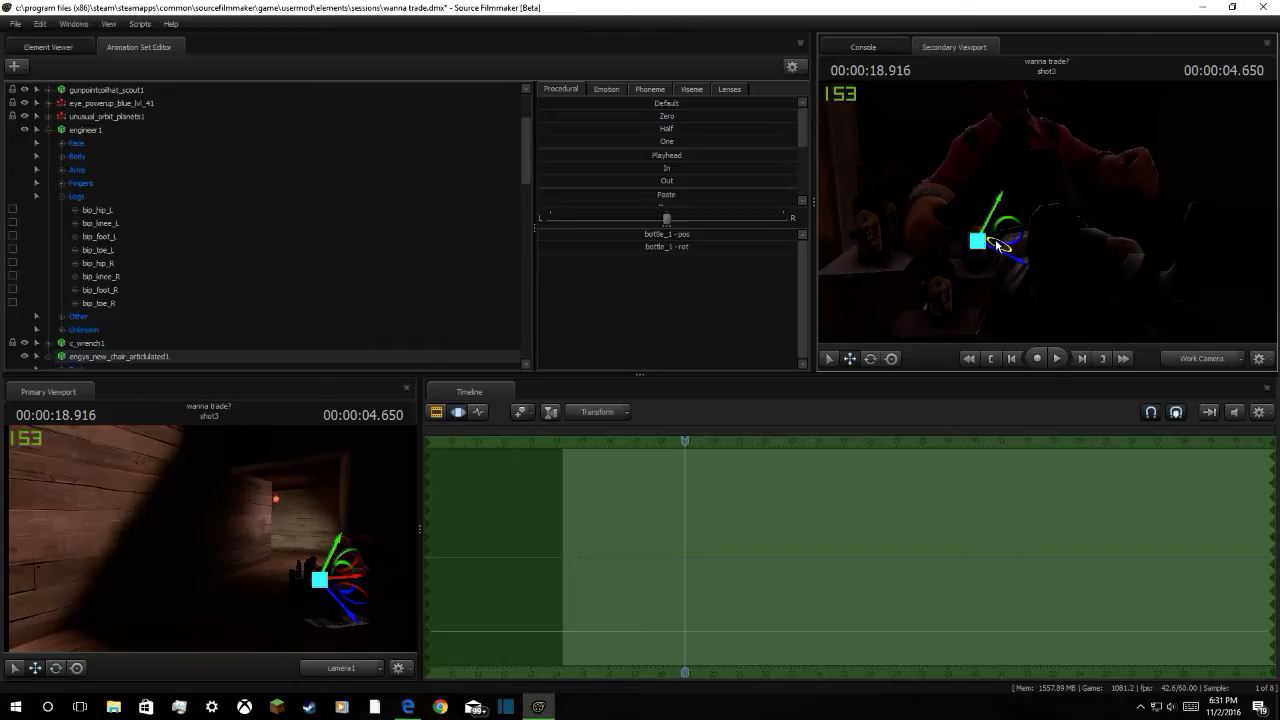 c:\program files (x86)\steam\steamapps\common\sourcefilmmaker\game\usermod\elements\sessions\wanna trade.dmx* - Source Filmmaker [Beta]
File Edit Windows View Scripts Help
Element Viewer Animation Set Editor
Console Secondary Viewport
00:00:18.916 wanna trade? 00:00:04.650
shot3
153
gunpointoilhat_scout1
eye_powerup_blue_lvl_41
unusual_orbit_planets1
engineer1
Face
Body
Arms
Fingers
Legs
bip_hip_L
bip_knee_L
bip_foot_L
bip_toe_L
bip_hip_R
bip_knee_R
bip_foot_R
bip_toe_R
Other
Unknown
c_wrench1
engys_new_chair_articulated1
Procedural Emotion Phoneme Viseme Lenses
Default
Zero
Half
One
Playhead
In
Out
Paste
L R
bottle_1 - pos
bottle_1 - rot
Work Camera
Primary Viewport
00:00:18.916 wanna trade? 00:00:04.650
shot3
153
camera1
Timeline
Transform
[Mem: 1557.89 MB | Game: 1081.2 | fps: 42.6/60.00 | Sample: 1 of 8]
99+
6:31 PM
11/2/2016
19